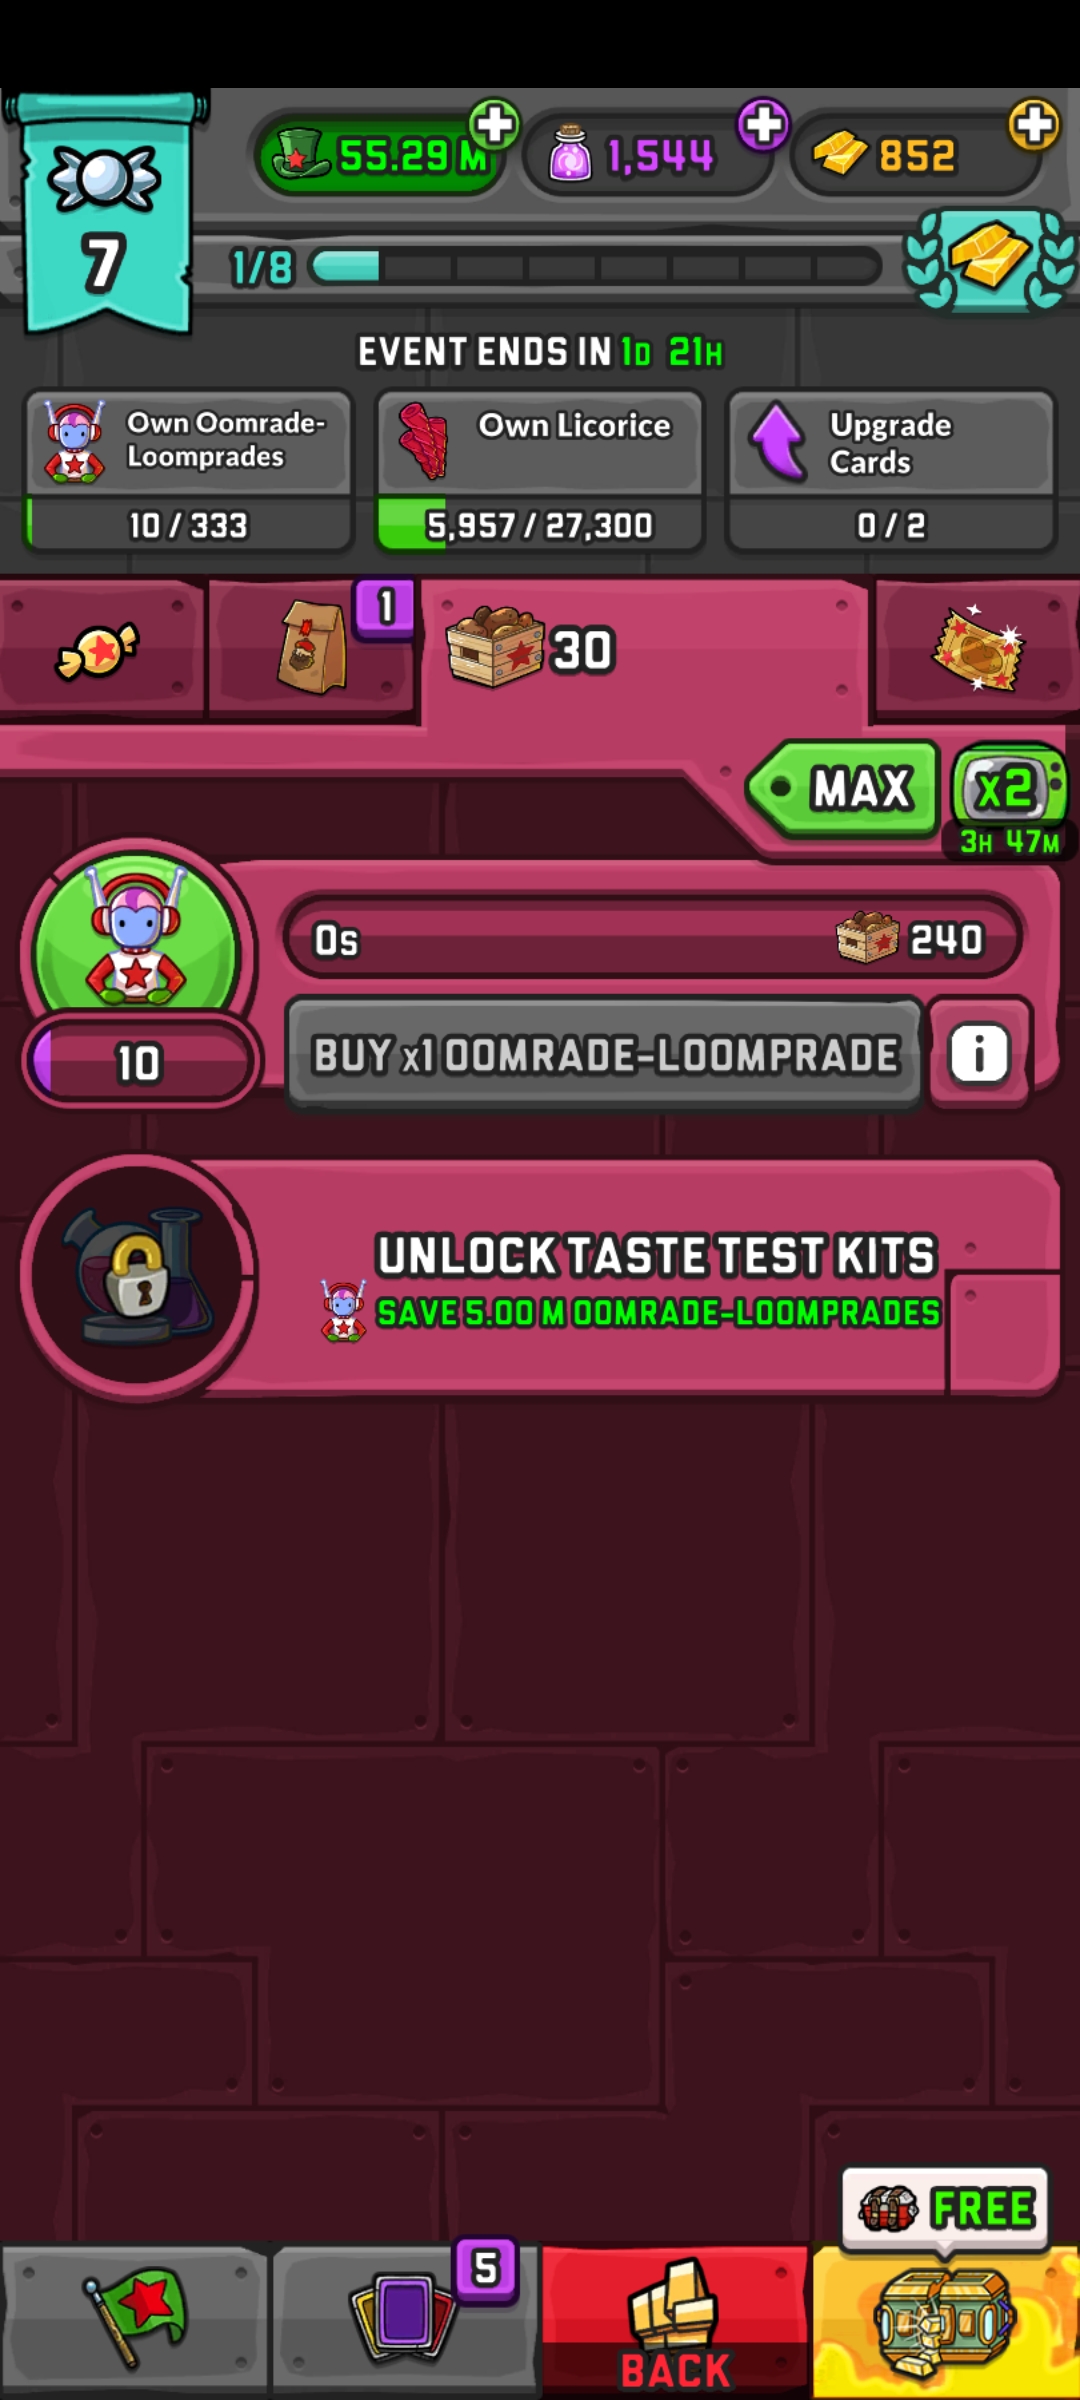 55.29 M
1,544
852
7
1/8
EVENT ENDS IN 1D 21H
Own Oomrade-
Loomprades
10 / 333
Own Licorice
5,957 / 27,300
Upgrade
Cards
0 / 2
1
30
MAX
x2
3H 47M
0s
240
10
BUY x1 OOMRADE-LOOMPRADE
i
UNLOCK TASTE TEST KITS
SAVE 5.00 M OOMRADE-LOOMPRADES
FREE
5
BACK